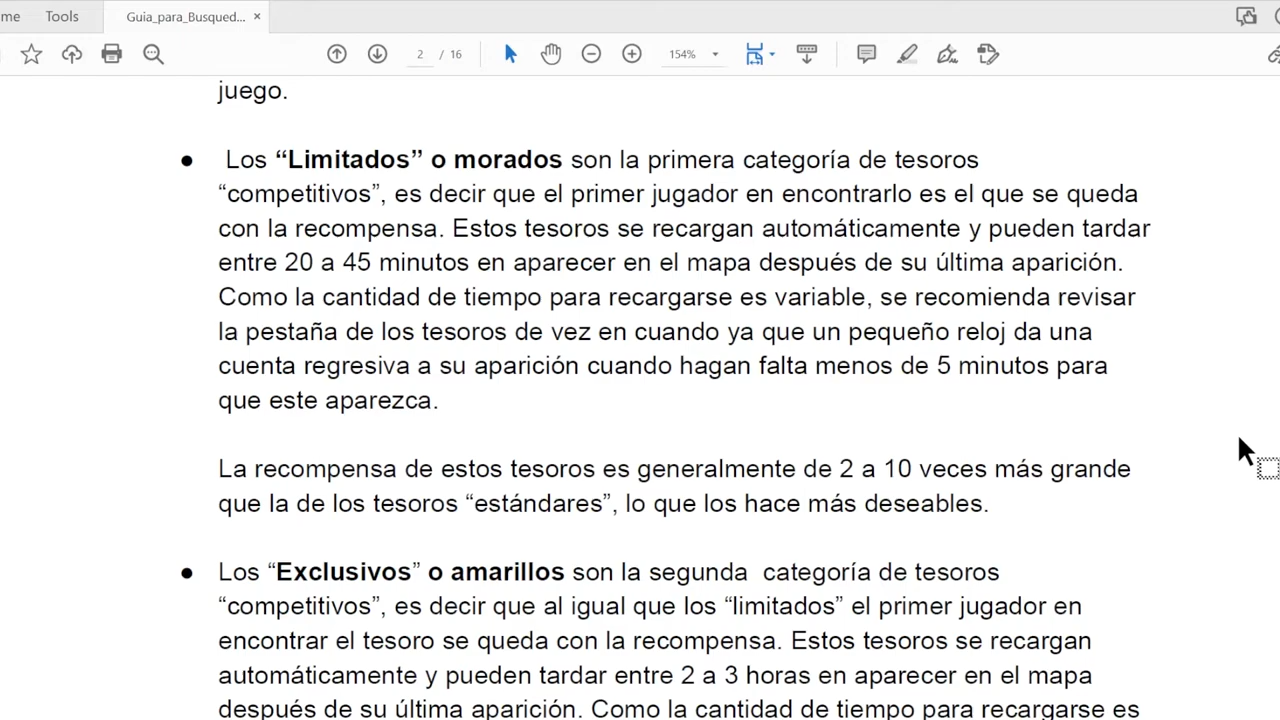 me Tools Guia_para_Busqued... ×
2 / 16 154%
juego.
● Los “Limitados” o morados son la primera categoría de tesoros
“competitivos”, es decir que el primer jugador en encontrarlo es el que se queda
con la recompensa. Estos tesoros se recargan automáticamente y pueden tardar
entre 20 a 45 minutos en aparecer en el mapa después de su última aparición.
Como la cantidad de tiempo para recargarse es variable, se recomienda revisar
la pestaña de los tesoros de vez en cuando ya que un pequeño reloj da una
cuenta regresiva a su aparición cuando hagan falta menos de 5 minutos para
que este aparezca.
La recompensa de estos tesoros es generalmente de 2 a 10 veces más grande
que la de los tesoros “estándares”, lo que los hace más deseables.
● Los “Exclusivos” o amarillos son la segunda categoría de tesoros
“competitivos”, es decir que al igual que los “limitados” el primer jugador en
encontrar el tesoro se queda con la recompensa. Estos tesoros se recargan
automáticamente y pueden tardar entre 2 a 3 horas en aparecer en el mapa
después de su última aparición. Como la cantidad de tiempo para recargarse es